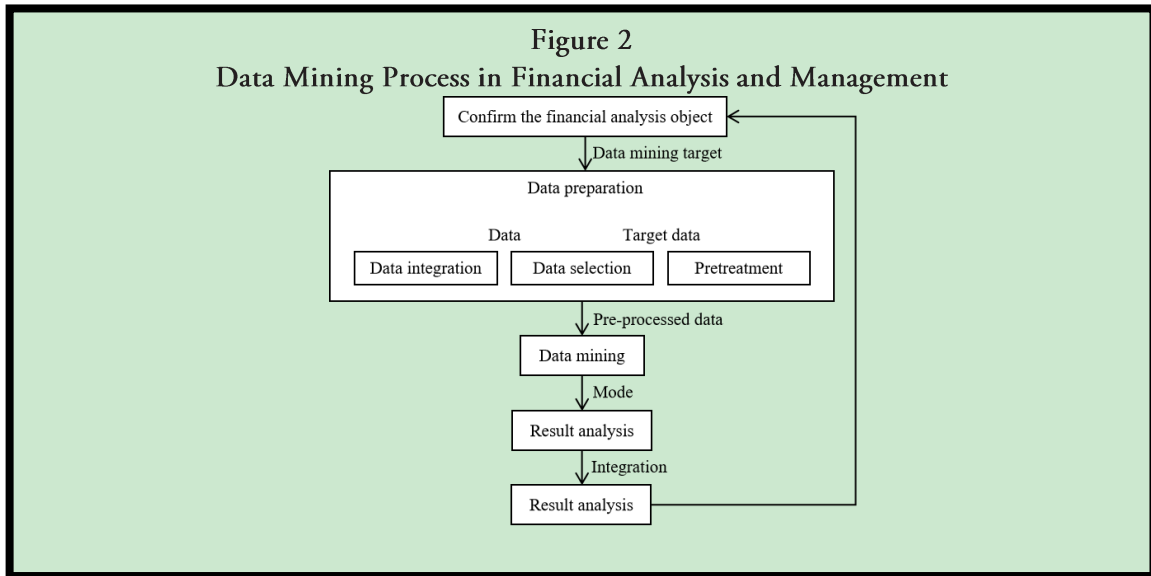 Figure 2
Data Mining Process in Financial Analysis and Management
Confirm the financial analysis object
Data mining target
Data preparation
Data Target data
Data integration Data selection Pretreatment
Pre-processed data
Data mining
Mode
Result analysis
Integration
Result analysis